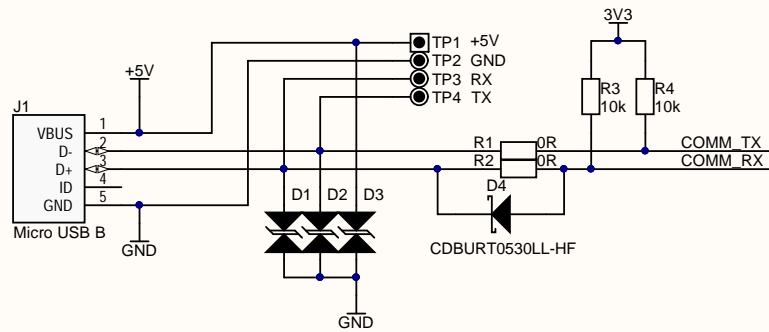 3V3
TP1 +5V
TP2 GND
TP3 RX
TP4 TX
+5V
R3
10k
R4
10k
J1
VBUS 1
D- 2
D+ 3
ID 4
GND 5
Micro USB B
R1 0R COMM_TX
R2 0R COMM_RX
D4
CDBURT0530LL-HF
D1 D2 D3
GND
GND